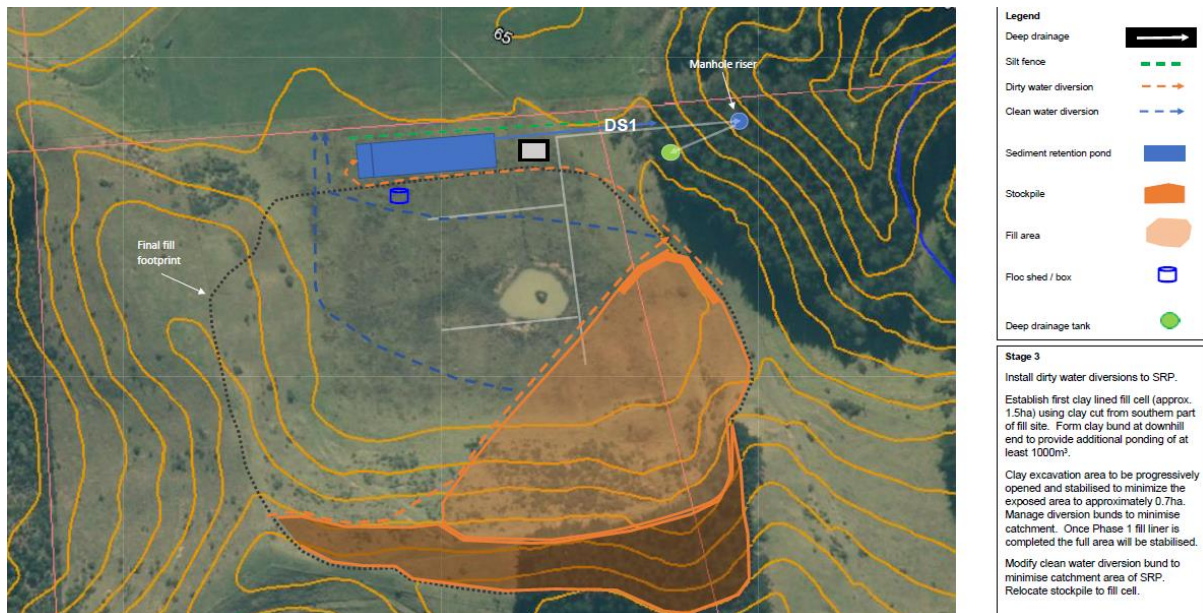 65
Manhole riser
DS1
Final fill
footprint
Legend
Deep drainage
Silt fence
Dirty water diversion
Clean water diversion
Sediment retention pond
Stockpile
Fill area
Floc shed / box
Deep drainage tank
Stage 3
Install dirty water diversions to SRP.
Establish first clay lined fill cell (approx.
1.5ha) using clay cut from southern part
of fill site. Form clay bund at downhill
end to provide additional ponding of at
least 1000m³.
Clay excavation area to be progressively
opened and stabilised to minimize the
exposed area to approximately 0.7ha.
Manage diversion bunds to minimise
catchment. Once Phase 1 fill liner is
completed the full area will be stabilised.
Modify clean water diversion bund to
minimise catchment area of SRP.
Relocate stockpile to fill cell.